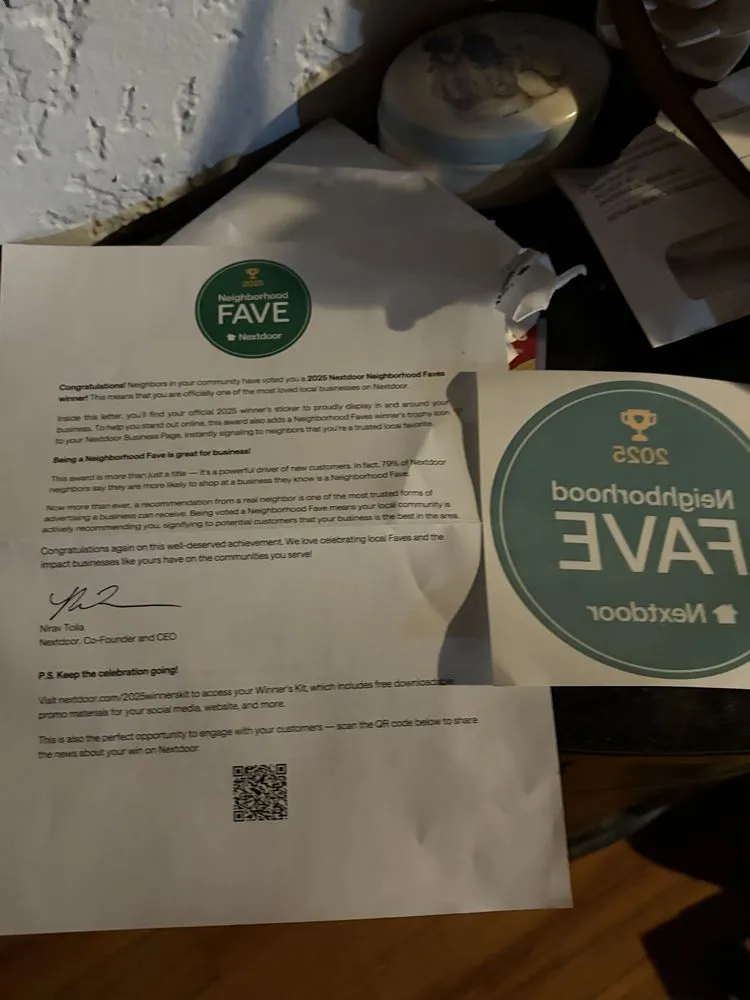 2025
Neighborhood
FAVE
Nextdoor
Congratulations! Neighbors in your community have voted you a 2025 Nextdoor Neighborhood Faves
winner! This means that you are officially one of the most loved local businesses on Nextdoor.
Inside this letter, you'll find your official 2025 winner's sticker to proudly display in and around your
business. To help you stand out online, this award also adds a Neighborhood Faves winner's trophy icon
to your Nextdoor Business Page, instantly signaling to neighbors that you're a trusted local favorite.
Being a Neighborhood Fave is great for business!
This award is more than just a title — it's a powerful driver of new customers. In fact, 79% of Nextdoor
neighbors say they are more likely to shop at a business they know is a Neighborhood Fave.
Now more than ever, a recommendation from a real neighbor is one of the most trusted forms of
advertising a business can receive. Being voted a Neighborhood Fave means your local community is
actively recommending you, signifying to potential customers that your business is the best in the area.
Congratulations again on this well-deserved achievement. We love celebrating local Faves and the
impact businesses like yours have on the communities you serve!
Nirav Tolia
Nextdoor, Co-Founder and CEO
P.S. Keep the celebration going!
Visit nextdoor.com/2025winnerskit to access your Winner's Kit, which includes free downloadable
promo materials for your social media, website, and more.
This is also the perfect opportunity to engage with your customers — scan the QR code below to share
the news about your win on Nextdoor.
2025
Neighborhood
FAVE
Nextdoor